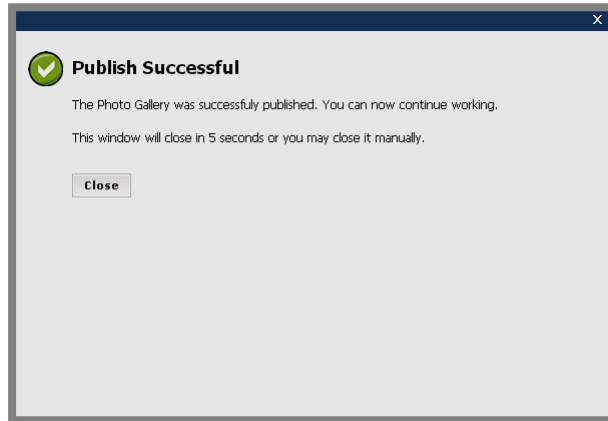 X
Publish Successful
The Photo Gallery was successfuly published. You can now continue working.
This window will close in 5 seconds or you may close it manually.
Close